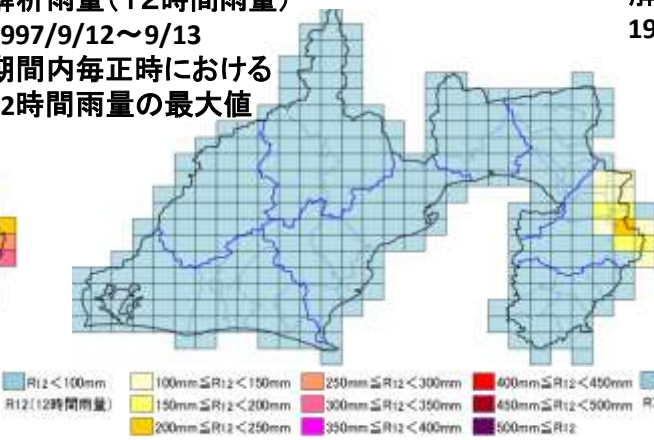 解析雨量(12時間雨量)
1997/9/12～9/13
期間内毎正時における
12時間雨量の最大値
19
R12＜100mm
R12(12時間雨量)
100mm≦R12＜150mm
150mm≦R12＜200mm
200mm≦R12＜250mm
250mm≦R12＜300mm
300mm≦R12＜350mm
350mm≦R12＜400mm
400mm≦R12＜450mm
450mm≦R12＜500mm
500mm≦R12